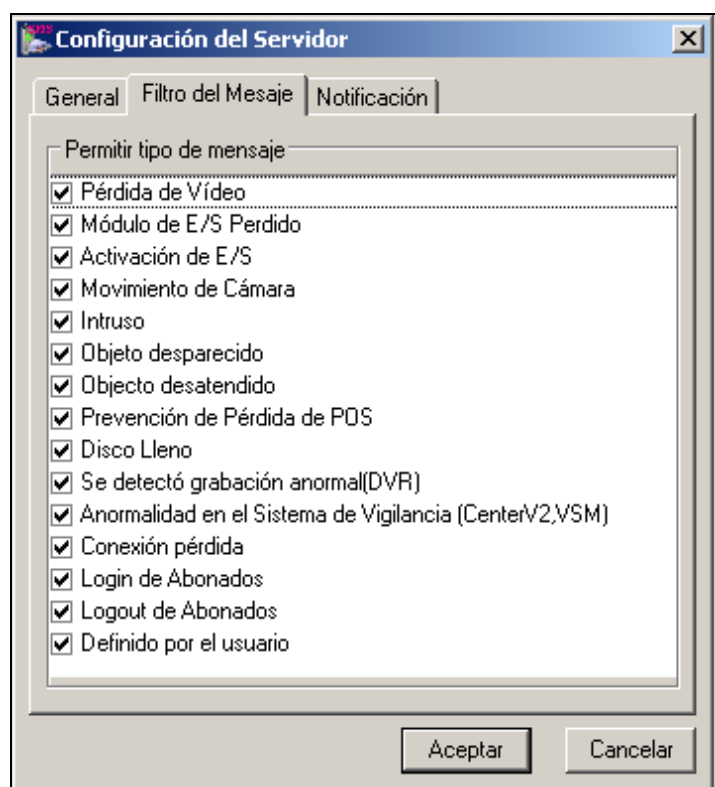 Configuración del Servidor
General Filtro del Mesaje Notificación
Permitir tipo de mensaje
Pérdida de Vídeo
Módulo de E/S Perdido
Activación de E/S
Movimiento de Cámara
Intruso
Objeto desparecido
Objecto desatendido
Prevención de Pérdida de POS
Disco Lleno
Se detectó grabación anormal(DVR)
Anormalidad en el Sistema de Vigilancia (CenterV2,VSM)
Conexión pérdida
Login de Abonados
Logout de Abonados
Definido por el usuario
Aceptar Cancelar